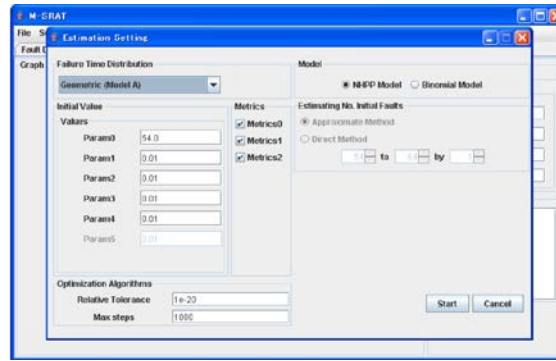 M-SRAT
File
Fault D
Graph
Estimation Setting
Failure Time Distribution
Geometric (Model A)
Model
NHPP Model
Binomial Model
Initial Value
Values
Param0 54.0
Param1 0.01
Param2 0.01
Param3 0.01
Param4 0.01
Param5 0.01
Metrics
Metrics0
Metrics1
Metrics2
Estimating No. Initial Faults
Approximate Method
Direct Method
54 to by
Optimization Algorithms
Relative Tolerance 1e-20
Max steps 1000
Start Cancel